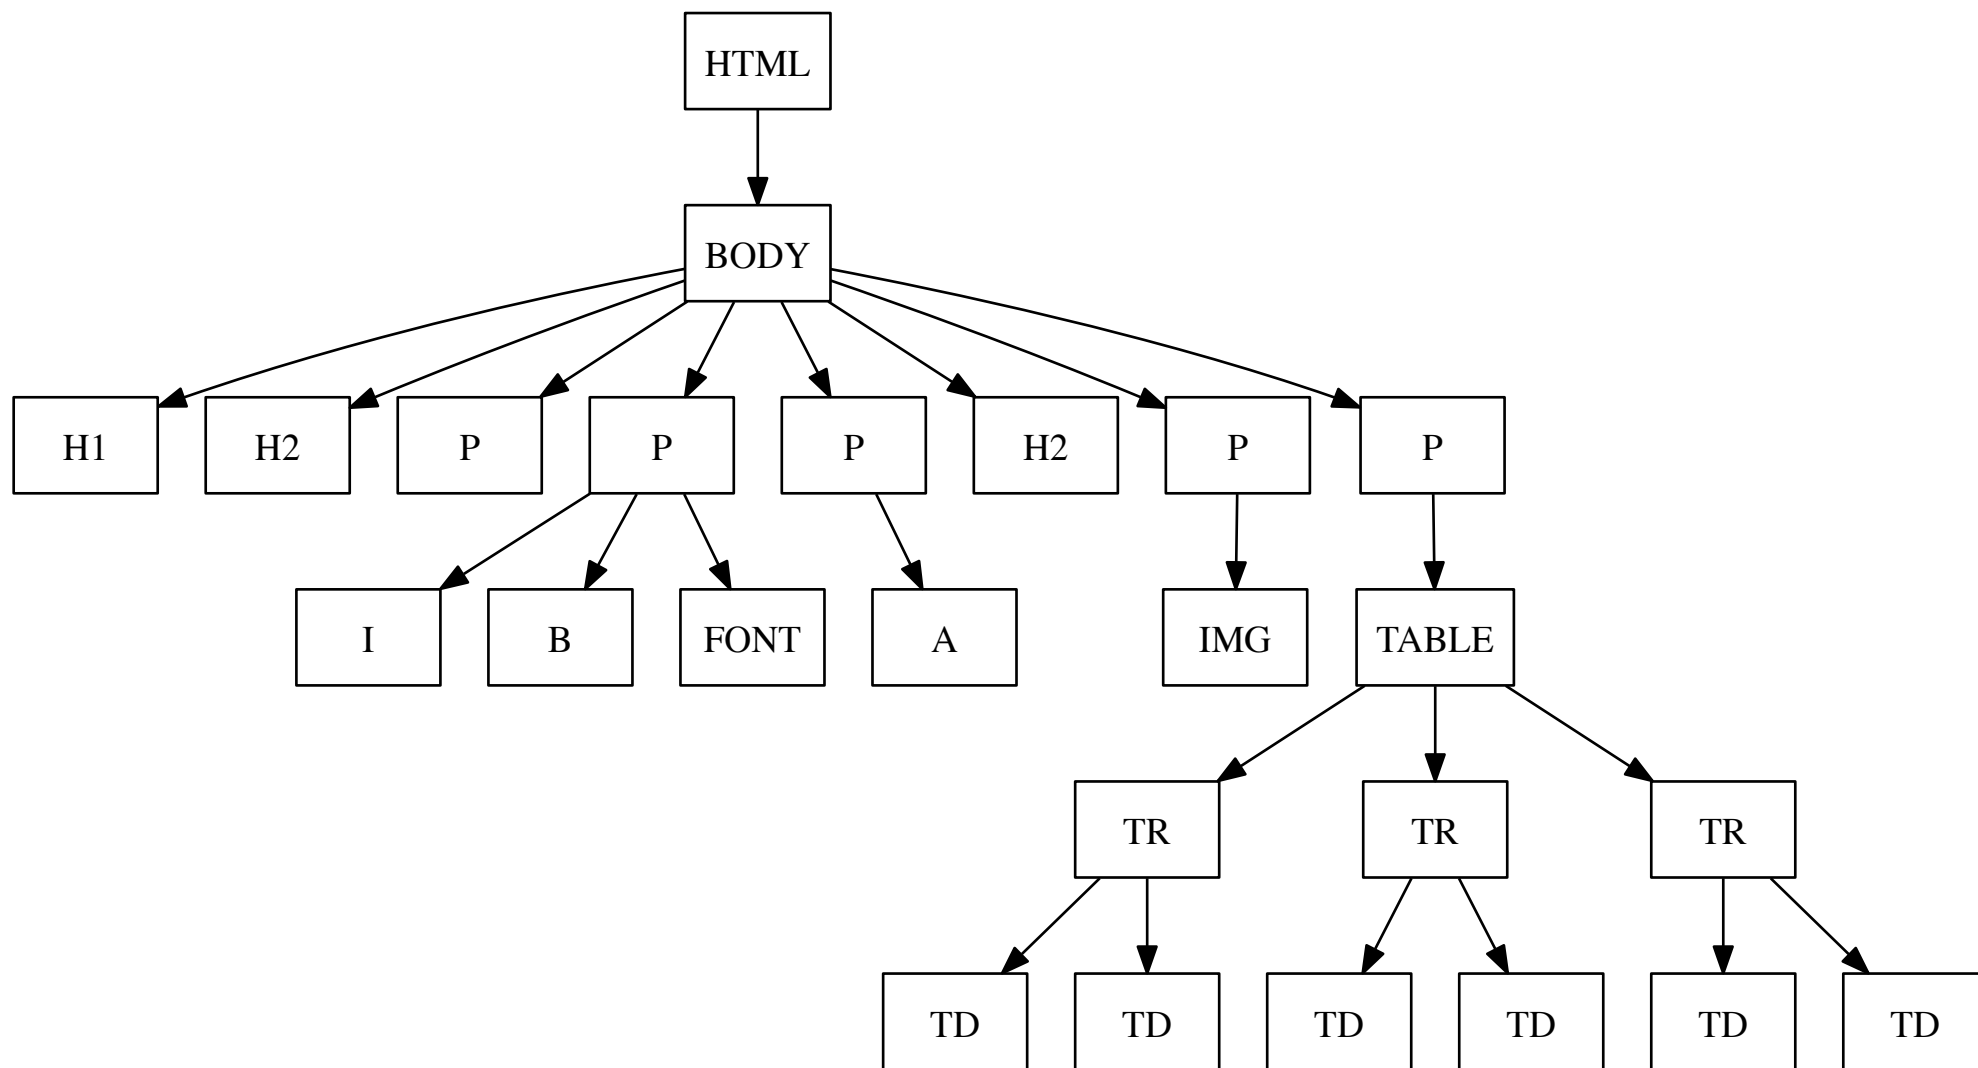 HTML
BODY
H1 H2 P P P H2 P P
I B FONT A IMG TABLE
TR TR TR
TD TD TD TD TD TD